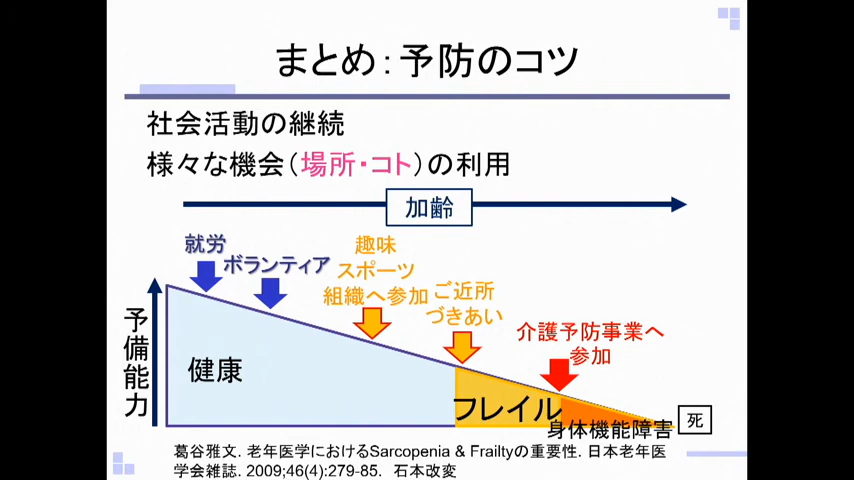 まとめ：予防のコツ
社会活動の継続
様々な機会（場所・コト）の利用
加齢
就労
ボランティア
趣味
スポーツ
組織へ参加
ご近所
づきあい
介護予防事業へ
参加
予備能力
健康
フレイル
身体機能障害
死
葛谷雅文. 老年医学におけるSarcopenia & Frailtyの重要性. 日本老年医
学会雑誌. 2009;46(4):279-85. 石本改変